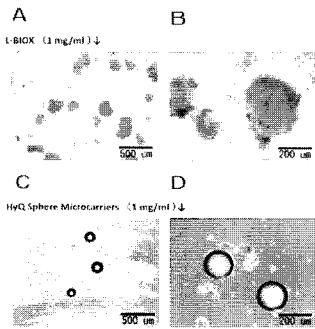 A B
L-BIOX (1 mg/ml) ↓
500 um 200 um
C D
HyQ Sphere Microcarriers (1 mg/ml) ↓
500 um 200 um